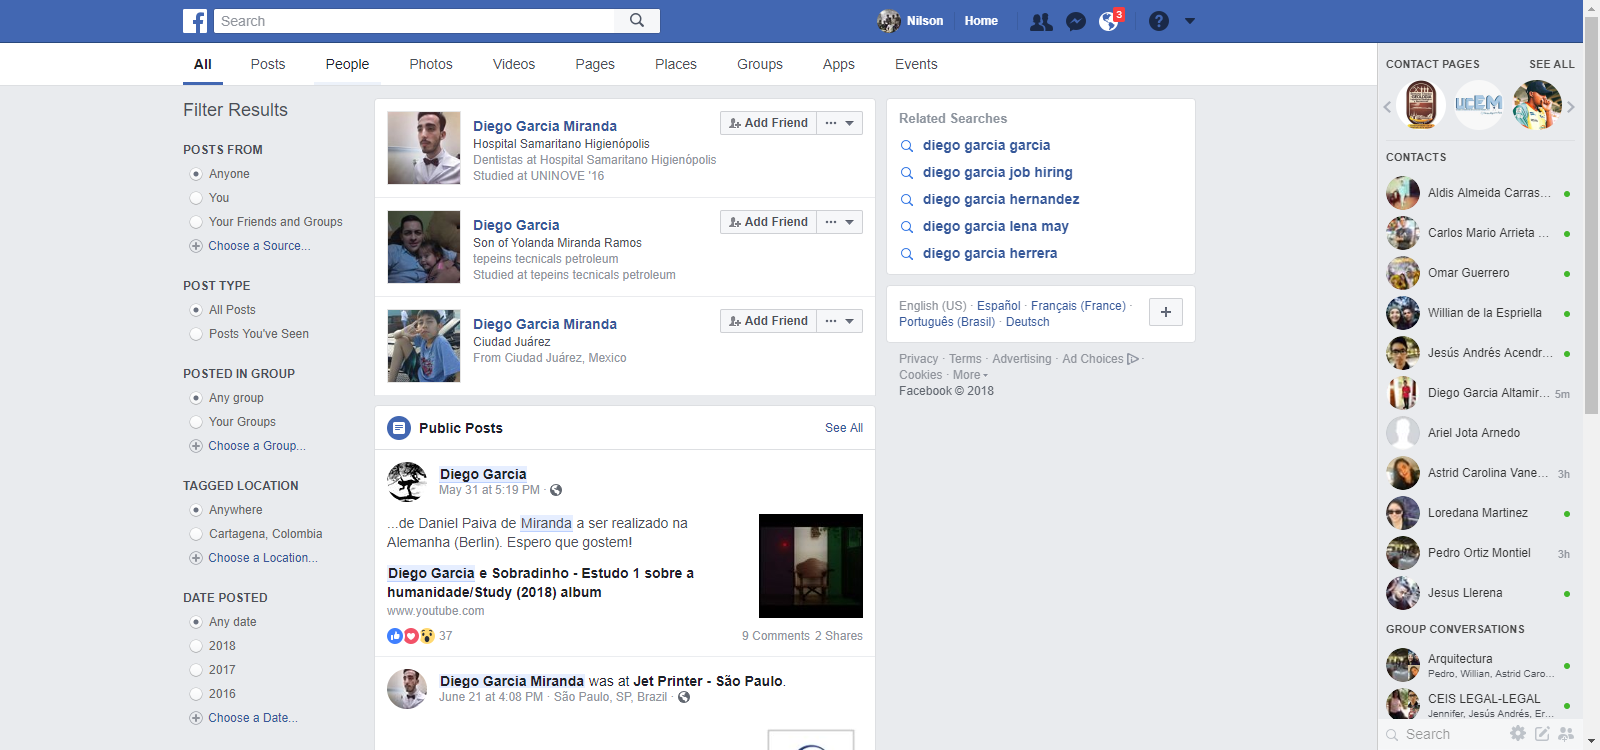 Search
Nilson
Home
3
All
Posts
People
Photos
Videos
Pages
Places
Groups
Apps
Events
Filter Results
POSTS FROM
Anyone
You
Your Friends and Groups
Choose a Source...
POST TYPE
All Posts
Posts You've Seen
POSTED IN GROUP
Any group
Your Groups
Choose a Group...
TAGGED LOCATION
Anywhere
Cartagena, Colombia
Choose a Location...
DATE POSTED
Any date
2018
2017
2016
Choose a Date...
Diego Garcia Miranda
Hospital Samaritano Higienópolis
Dentistas at Hospital Samaritano Higienópolis
Studied at UNINOVE '16
Add Friend
Diego Garcia
Son of Yolanda Miranda Ramos
tepeins tecnicals petroleum
Studied at tepeins tecnicals petroleum
Add Friend
Diego Garcia Miranda
Ciudad Juárez
From Ciudad Juárez, Mexico
Add Friend
Public Posts
See All
Diego Garcia
May 31 at 5:19 PM ·
...de Daniel Paiva de Miranda a ser realizado na
Alemanha (Berlin). Espero que gostem!
Diego Garcia e Sobradinho - Estudo 1 sobre a
humanidade/Study (2018) album
www.youtube.com
37
9 Comments 2 Shares
Diego Garcia Miranda was at Jet Printer - São Paulo.
June 21 at 4:08 PM · São Paulo, SP, Brazil ·
Related Searches
diego garcia garcia
diego garcia job hiring
diego garcia hernandez
diego garcia lena may
diego garcia herrera
English (US) · Español · Français (France) ·
Português (Brasil) · Deutsch
Privacy · Terms · Advertising · Ad Choices ·
Cookies · More
Facebook © 2018
CONTACT PAGES
SEE ALL
UCEM
CONTACTS
Aldis Almeida Carras...
Carlos Mario Arrieta ...
Omar Guerrero
Willian de la Espriella
Jesús Andrés Acendr...
Diego Garcia Altamir... 5m
Ariel Jota Arnedo
Astrid Carolina Vane... 3h
Loredana Martinez
Pedro Ortiz Montiel 3h
Jesus Llerena
GROUP CONVERSATIONS
Arquitectura
Pedro, Willian, Astrid Caro...
CEIS LEGAL-LEGAL
Jennifer, Jesús Andrés, Er...
Search